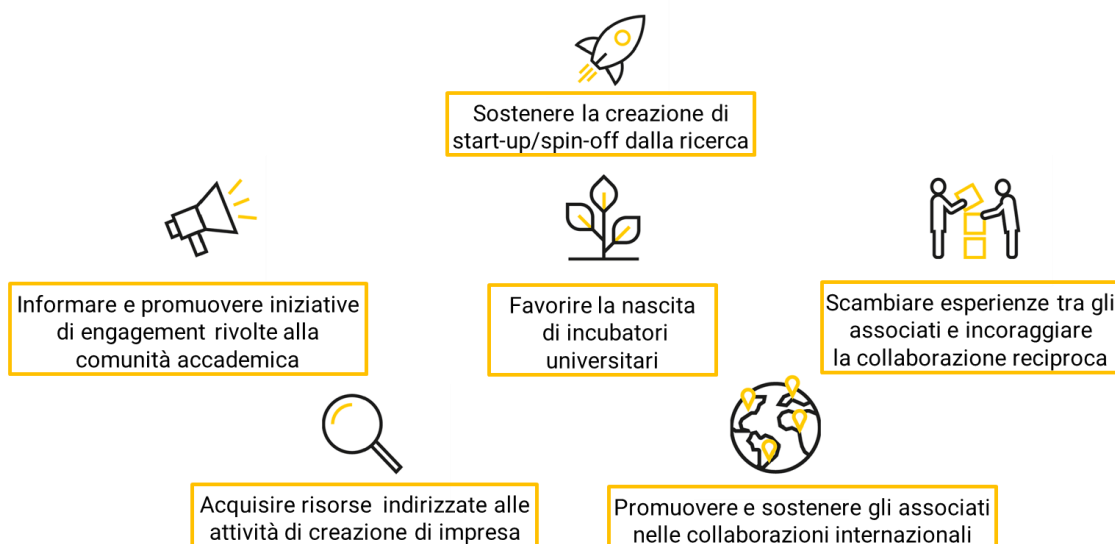 Sostenere la creazione di
start-up/spin-off dalla ricerca
Informare e promuovere iniziative
di engagement rivolte alla
comunità accademica
Favorire la nascita
di incubatori
universitari
Scambiare esperienze tra gli
associati e incoraggiare
la collaborazione reciproca
Acquisire risorse indirizzate alle
attività di creazione di impresa
Promuovere e sostenere gli associati
nelle collaborazioni internazionali